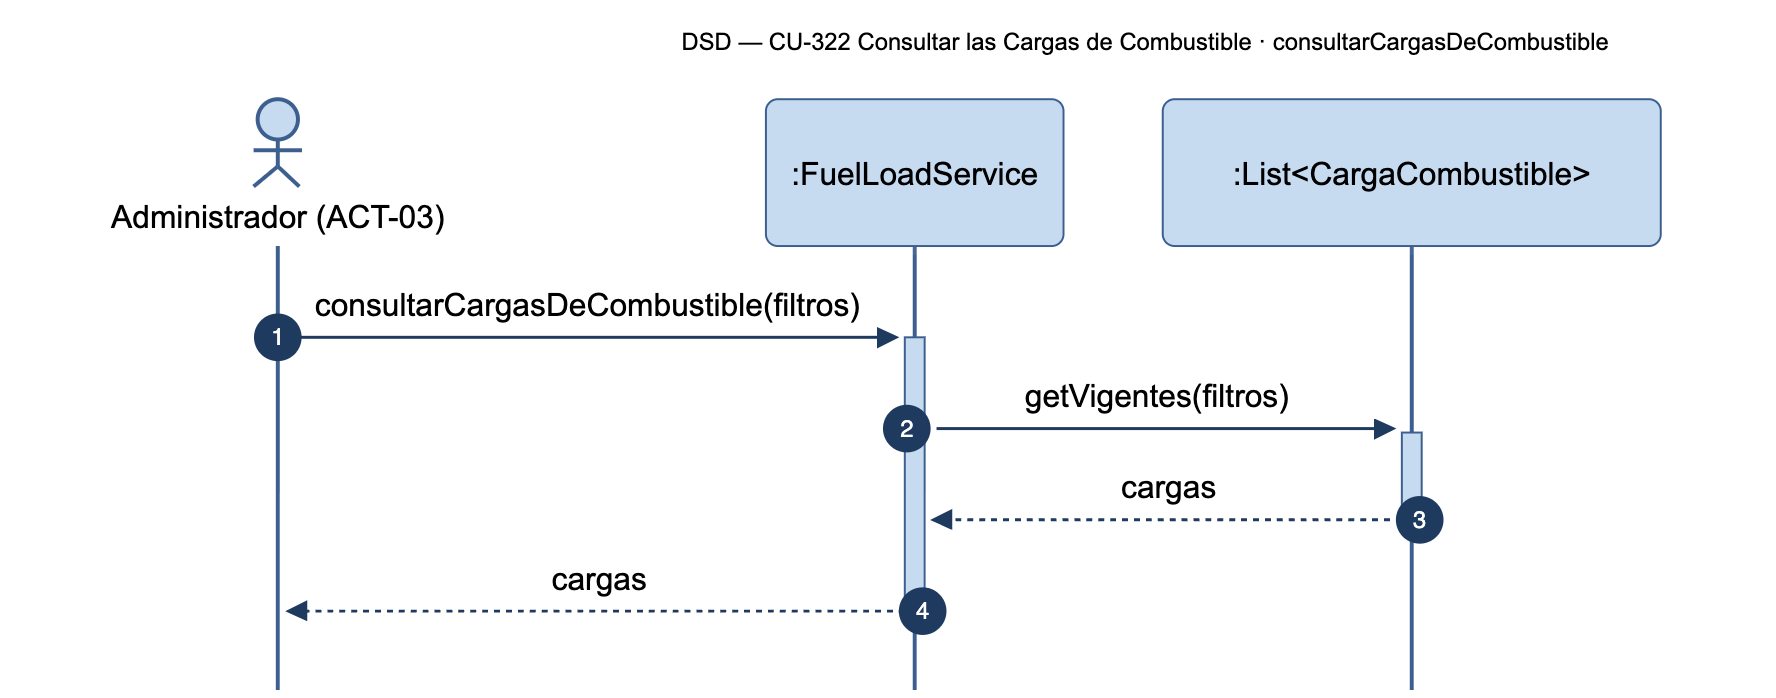 DSD — CU-322 Consultar las Cargas de Combustible · consultarCargasDeCombustible
:FuelLoadService
:List<CargaCombustible>
Administrador (ACT-03)
consultarCargasDeCombustible(filtros)
1
getVigentes(filtros)
2
cargas
3
cargas
4